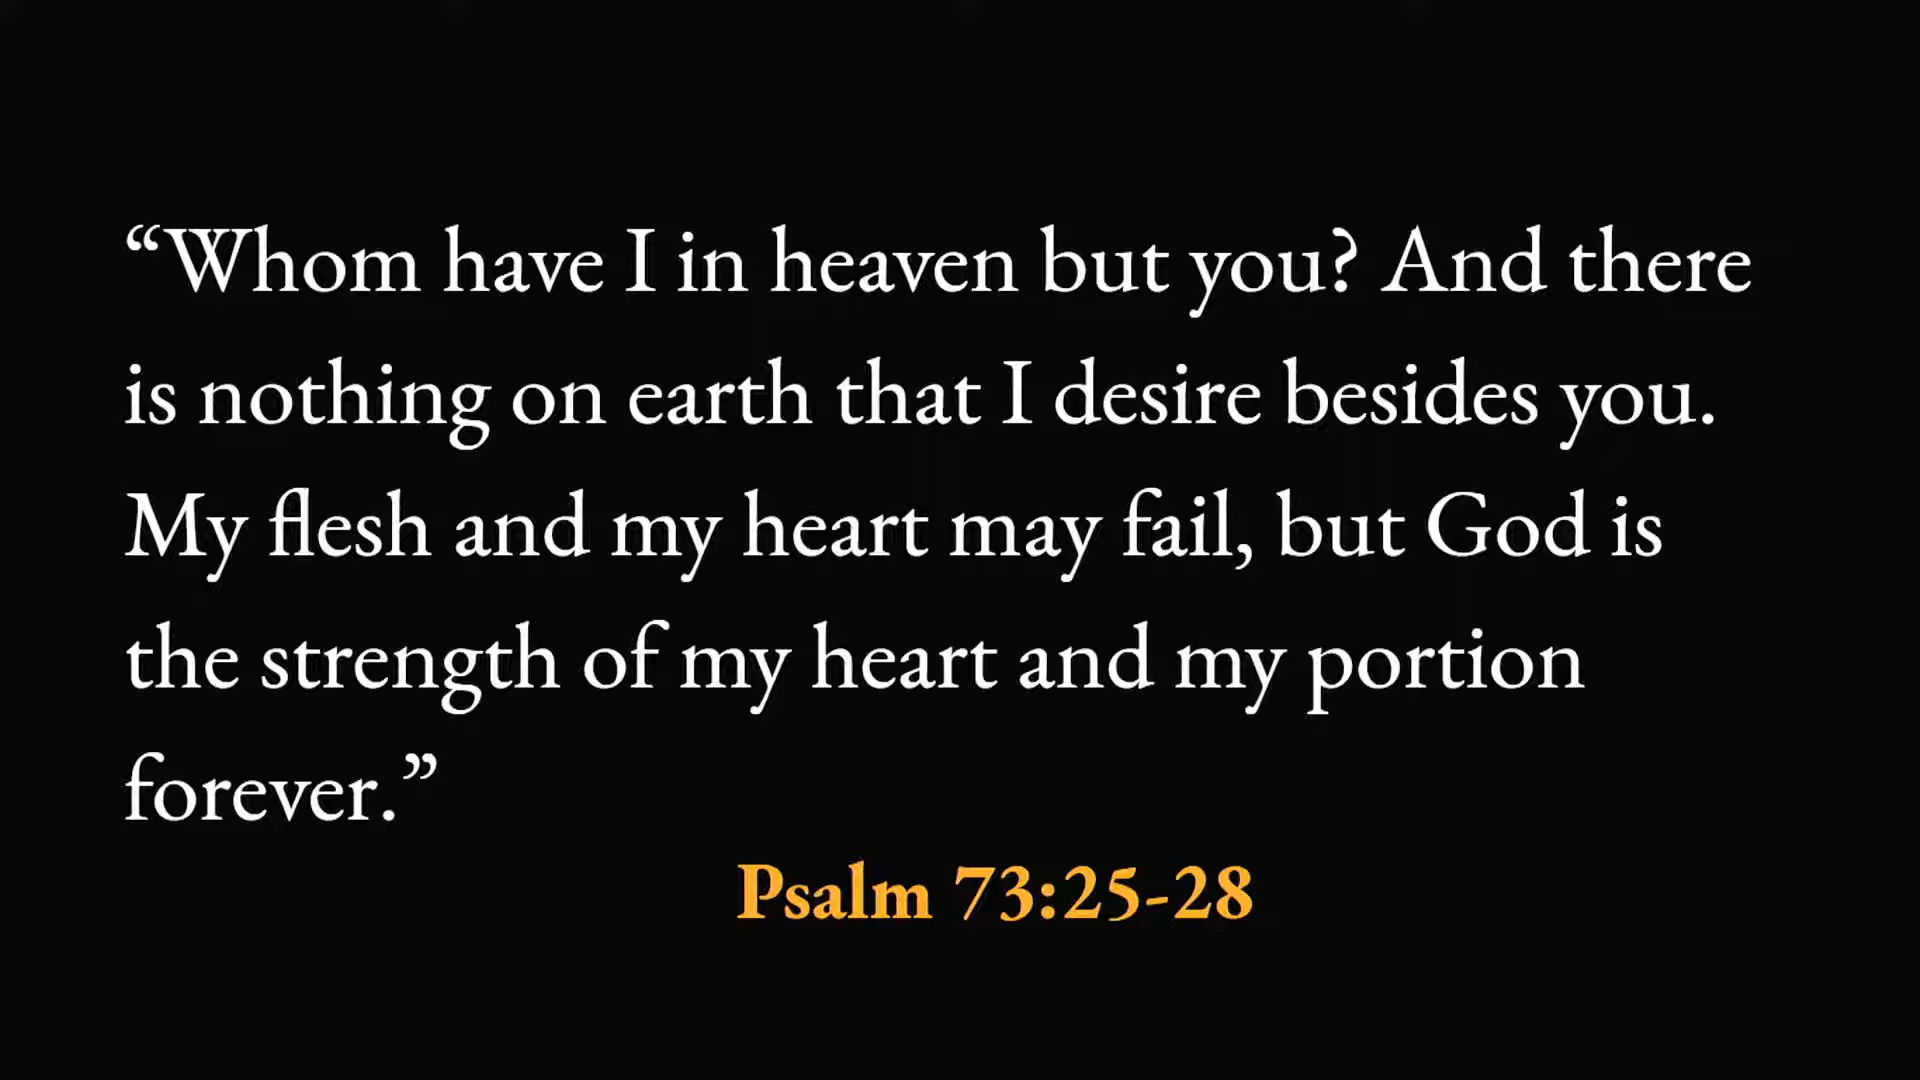 “Whom have I in heaven but you? And there
is nothing on earth that I desire besides you.
My flesh and my heart may fail, but God is
the strength of my heart and my portion
forever.”
Psalm 73:25-28